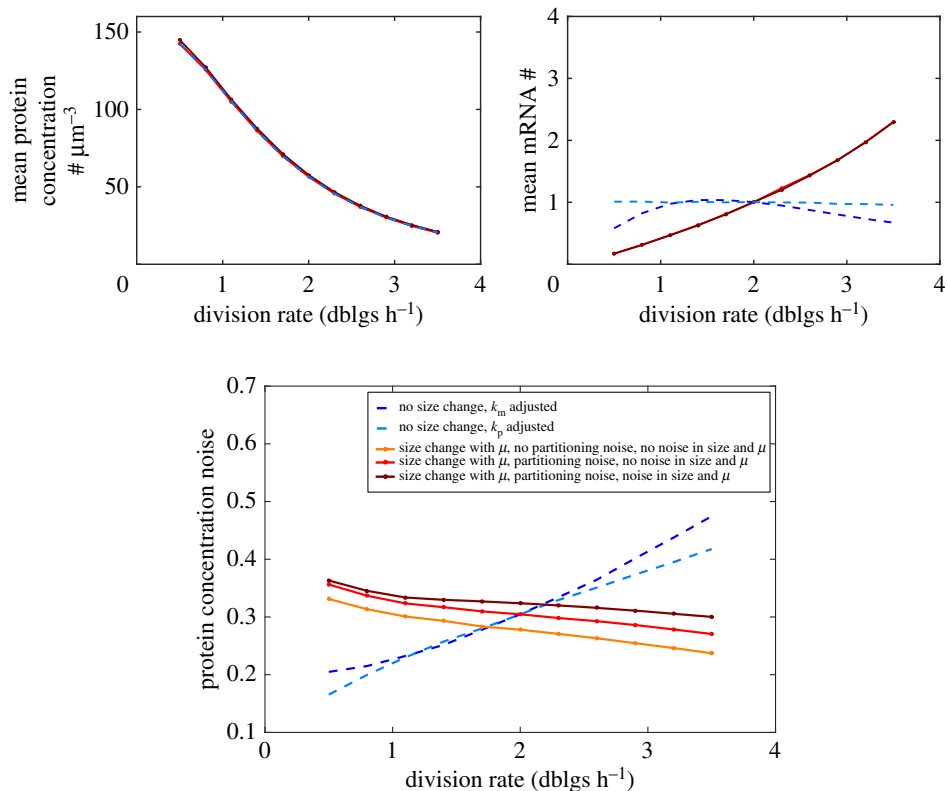 150
100
50
0
1
2
3
4
mean protein
concentration
# µm⁻³
division rate (dblgs h⁻¹)
4
3
2
1
0
1
2
3
4
mean mRNA #
division rate (dblgs h⁻¹)
0.7
0.6
0.5
0.4
0.3
0.2
0.1
0
1
2
3
4
protein concentration noise
no size change, kₘ adjusted
no size change, kₚ adjusted
size change with µ, no partitioning noise, no noise in size and µ
size change with µ, partitioning noise, no noise in size and µ
size change with µ, partitioning noise, noise in size and µ
division rate (dblgs h⁻¹)